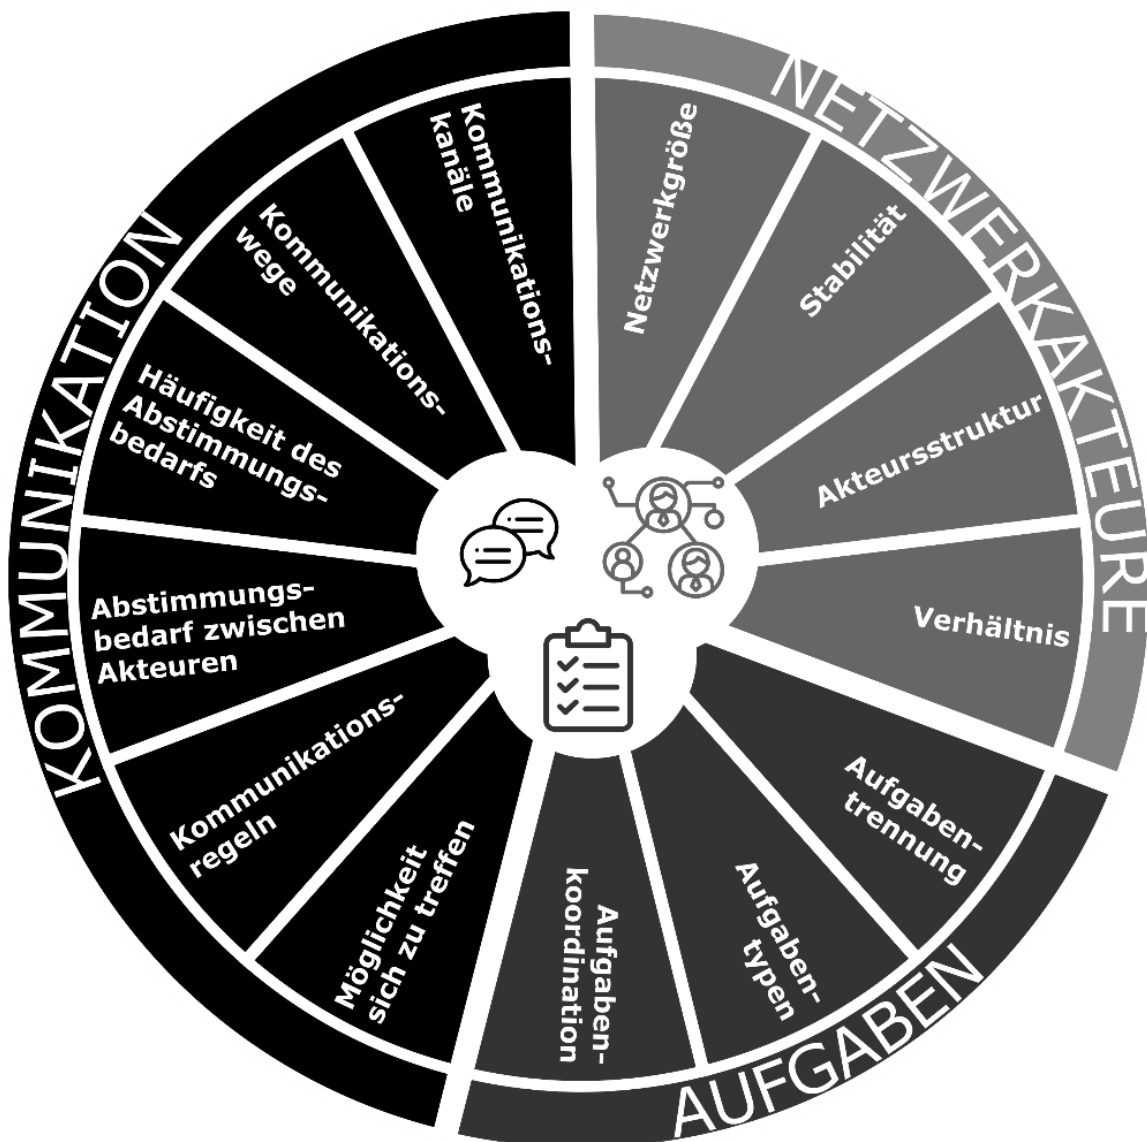 NETZWERKAKTEURE
Netzwerkgröße
Stabilität
Akteursstruktur
Verhältnis
AUFGABEN
Aufgaben-
trennung
Aufgaben-
typen
Aufgaben-
koordination
KOMMUNIKATION
Möglichkeit
sich zu treffen
Kommunikations-
regeln
Abstimmungs-
bedarf zwischen
Akteuren
Häufigkeit des
Abstimmungs-
bedarfs
Kommunikations-
wege
Kommunikations-
kanäle